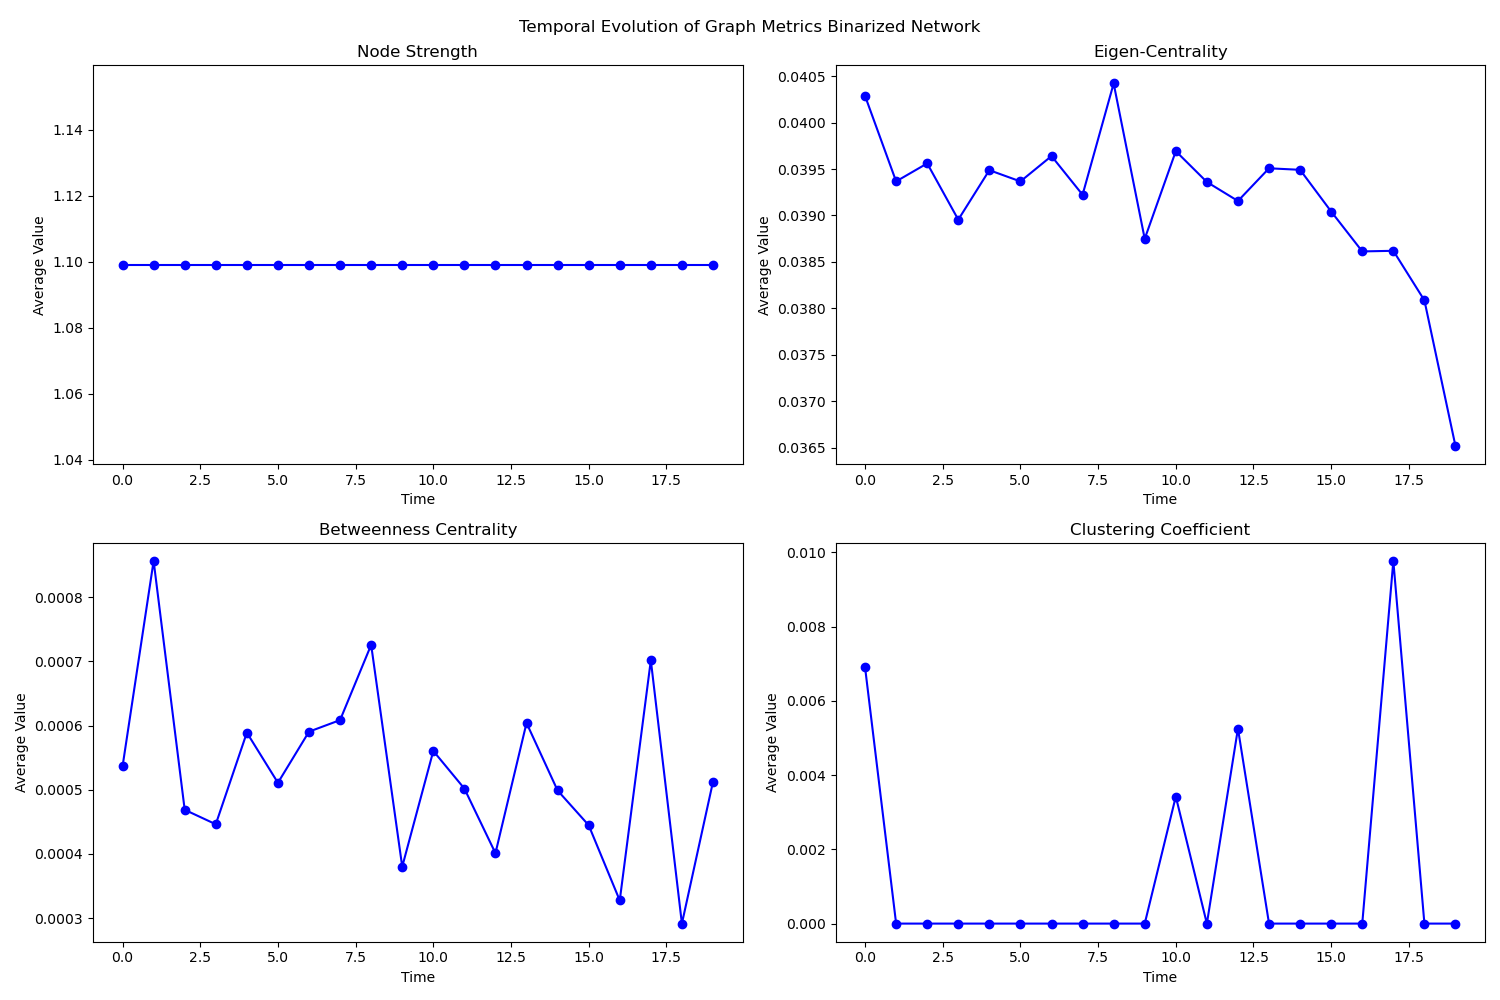 Temporal Evolution of Graph Metrics Binarized Network
Node Strength
Average Value
1.14
1.12
1.10
1.08
1.06
1.04
0.0 2.5 5.0 7.5 10.0 12.5 15.0 17.5
Time
Eigen-Centrality
Average Value
0.0405
0.0400
0.0395
0.0390
0.0385
0.0380
0.0375
0.0370
0.0365
0.0 2.5 5.0 7.5 10.0 12.5 15.0 17.5
Time
Betweenness Centrality
Average Value
0.0008
0.0007
0.0006
0.0005
0.0004
0.0003
0.0 2.5 5.0 7.5 10.0 12.5 15.0 17.5
Time
Clustering Coefficient
Average Value
0.010
0.008
0.006
0.004
0.002
0.000
0.0 2.5 5.0 7.5 10.0 12.5 15.0 17.5
Time